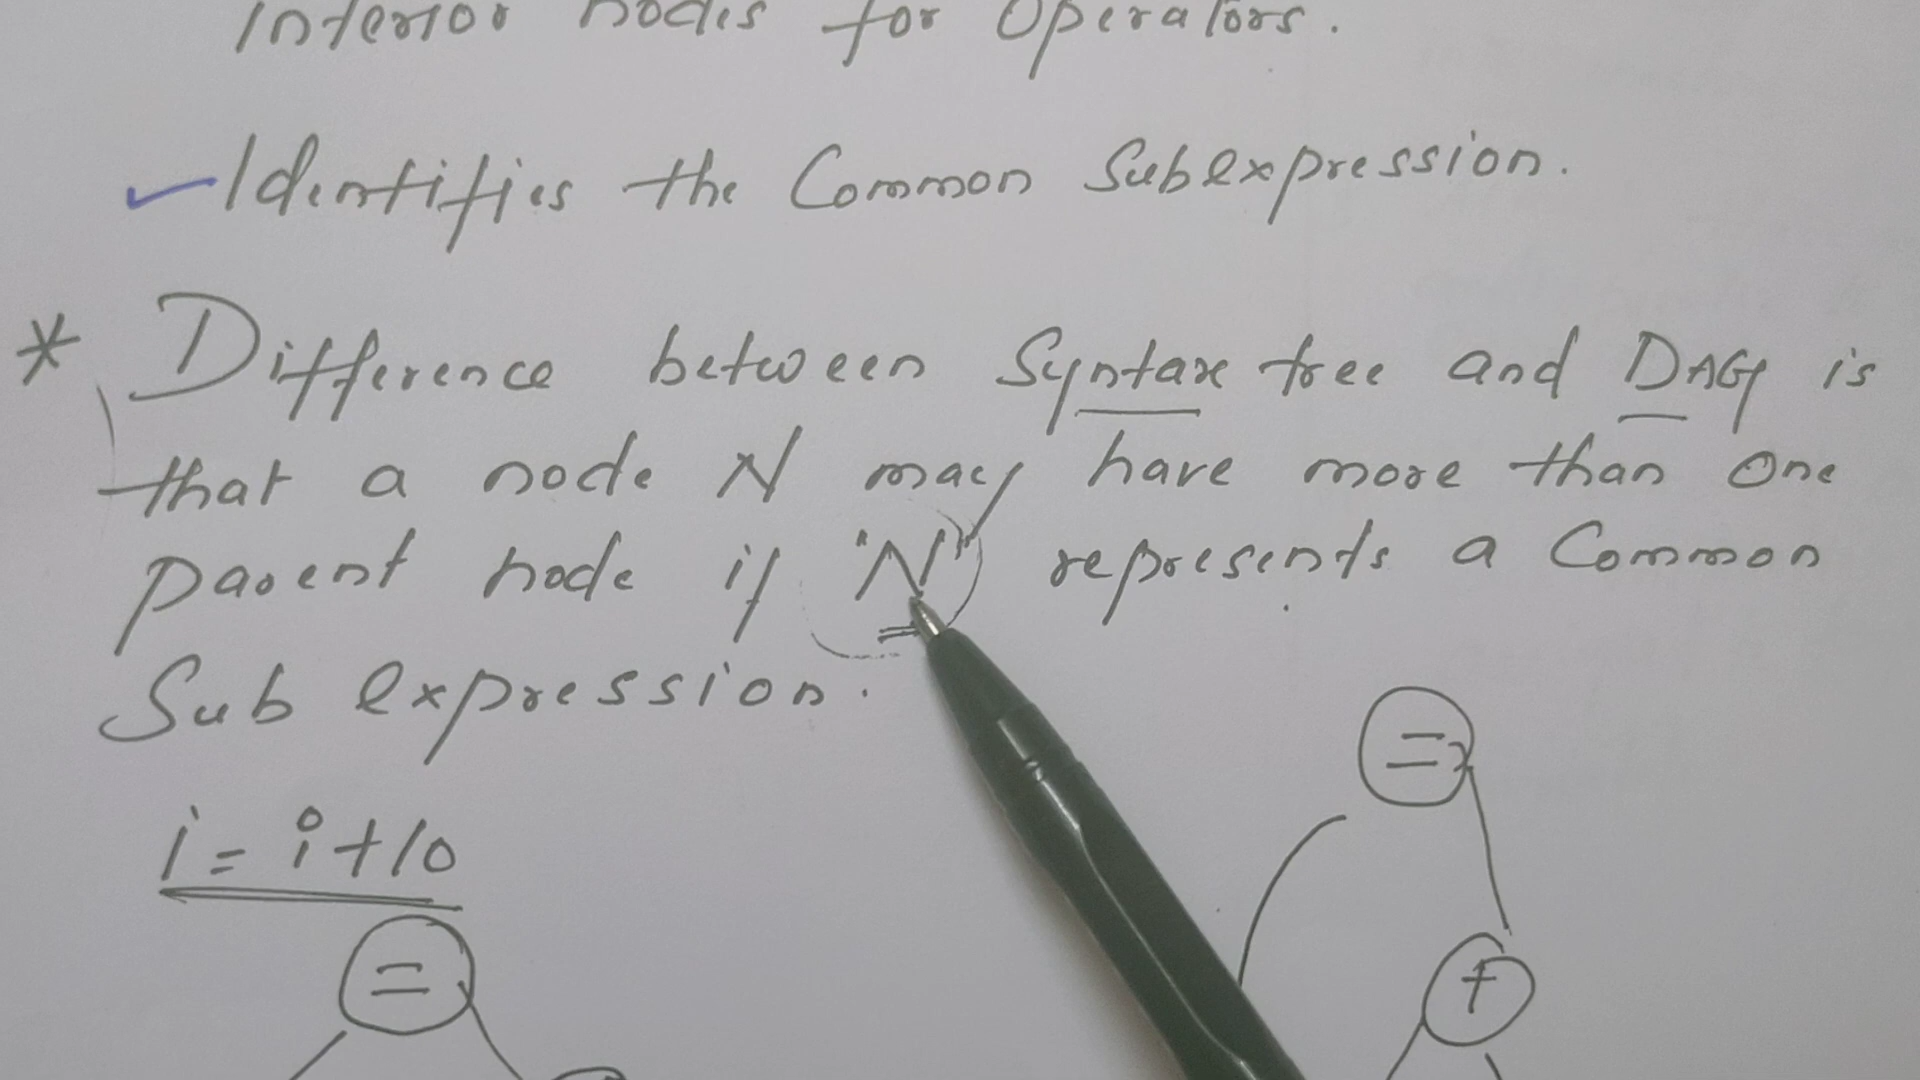 Interior nodes for Operators.
Identifies the Common Subexpression.
* Difference between Syntax tree and DAG is
that a node N may have more than one
parent node if "N" represents a Common
Sub expression.
i = i+10
=
=
+